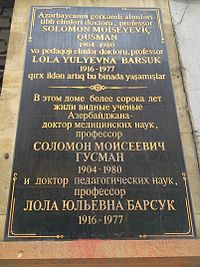 Azərbaycanın görkəmli alimləri
tibb elmləri doktoru, professor
SOLOMON MOİSEYEVİÇ
QUSMAN
1904-1980
və pedaqoji elmlər doktoru, professor
LOLA YULYEVNA BARSUK
1916-1977
qırx ildən artıq bu binada yaşamışlar
В этом доме более сорока лет
жили видные ученые
Азербайджана-
доктор медицинских наук,
профессор
СОЛОМОН МОИСЕЕВИЧ
ГУСМАН
1904-1980
и доктор педагогических наук,
профессор
ЛОЛА ЮЛЬЕВНА БАРСУК
1916-1977